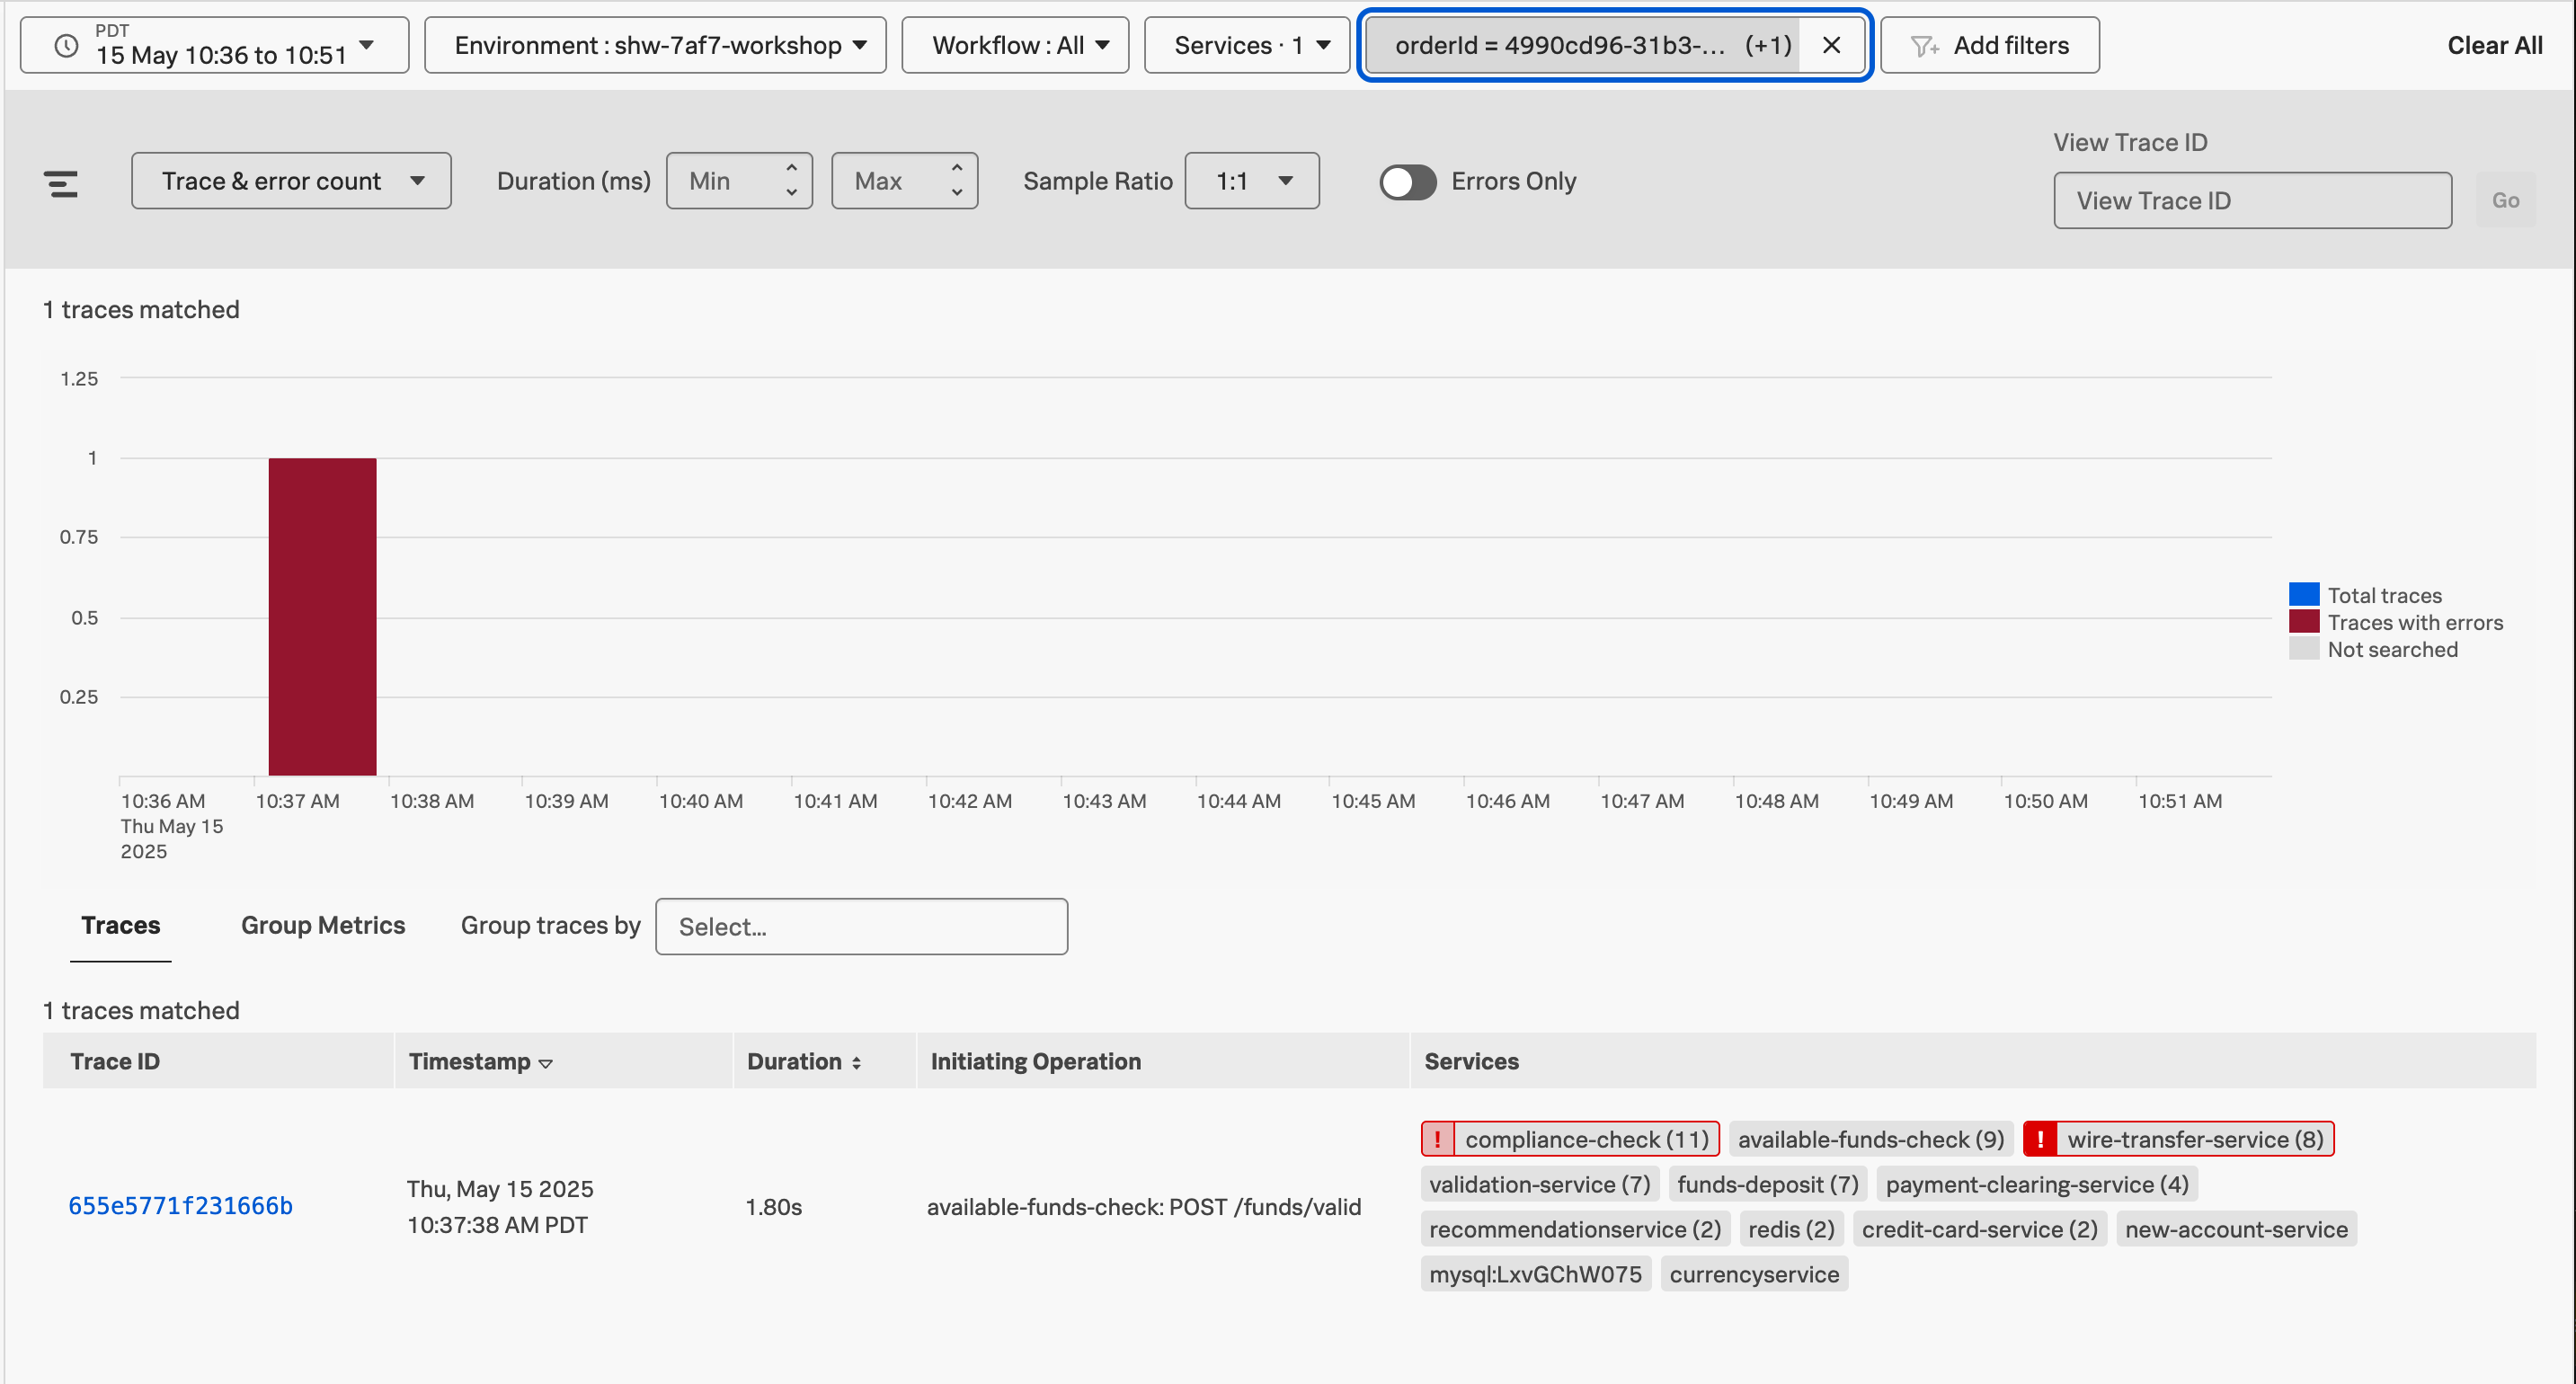 PDT
15 May 10:36 to 10:51
Environment : shw-7af7-workshop
Workflow : All
Services · 1
orderId = 4990cd96-31b3-... (+1)
Add filters
Clear All
Trace & error count
Duration (ms)
Min
Max
Sample Ratio
1:1
Errors Only
View Trace ID
View Trace ID
Go
1 traces matched
1.25
1
0.75
0.5
0.25
10:36 AM 10:37 AM 10:38 AM 10:39 AM 10:40 AM 10:41 AM 10:42 AM 10:43 AM 10:44 AM 10:45 AM 10:46 AM 10:47 AM 10:48 AM 10:49 AM 10:50 AM 10:51 AM
Thu May 15
2025
Total traces
Traces with errors
Not searched
Traces
Group Metrics
Group traces by
Select...
1 traces matched
Trace ID Timestamp Duration Initiating Operation Services
655e5771f231666b
Thu, May 15 2025
10:37:38 AM PDT
1.80s
available-funds-check: POST /funds/valid
! compliance-check (11) available-funds-check (9) ! wire-transfer-service (8)
validation-service (7) funds-deposit (7) payment-clearing-service (4)
recommendationservice (2) redis (2) credit-card-service (2) new-account-service
mysql:LxvGChW075 currencyservice